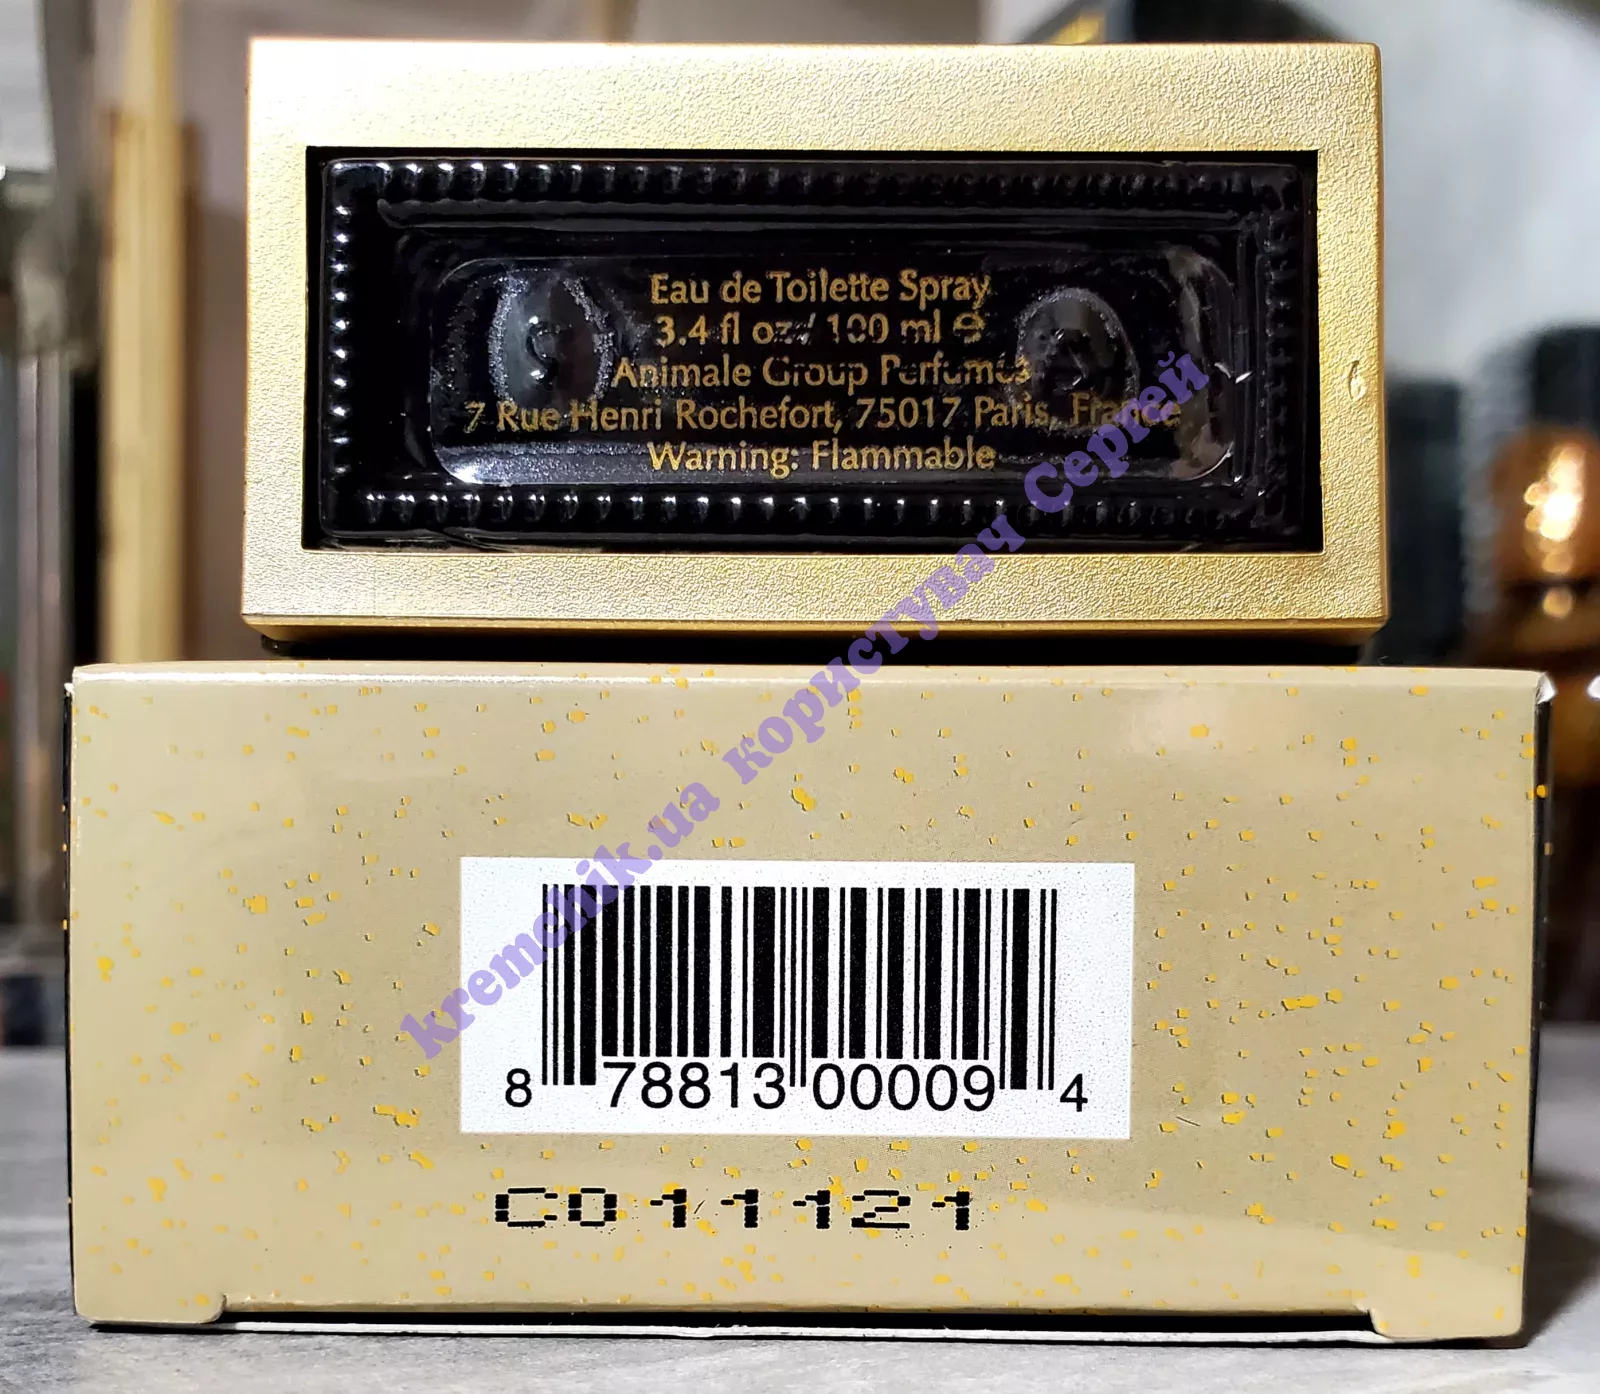 Eau de Toilette Spray
3.4 fl oz / 100 ml ℮
Animale Group Perfumes
7 Rue Henri Rochefort, 75017 Paris, France
Warning: Flammable
kremchik.ua користувач Сергей
8 78813 00009 4
C011121